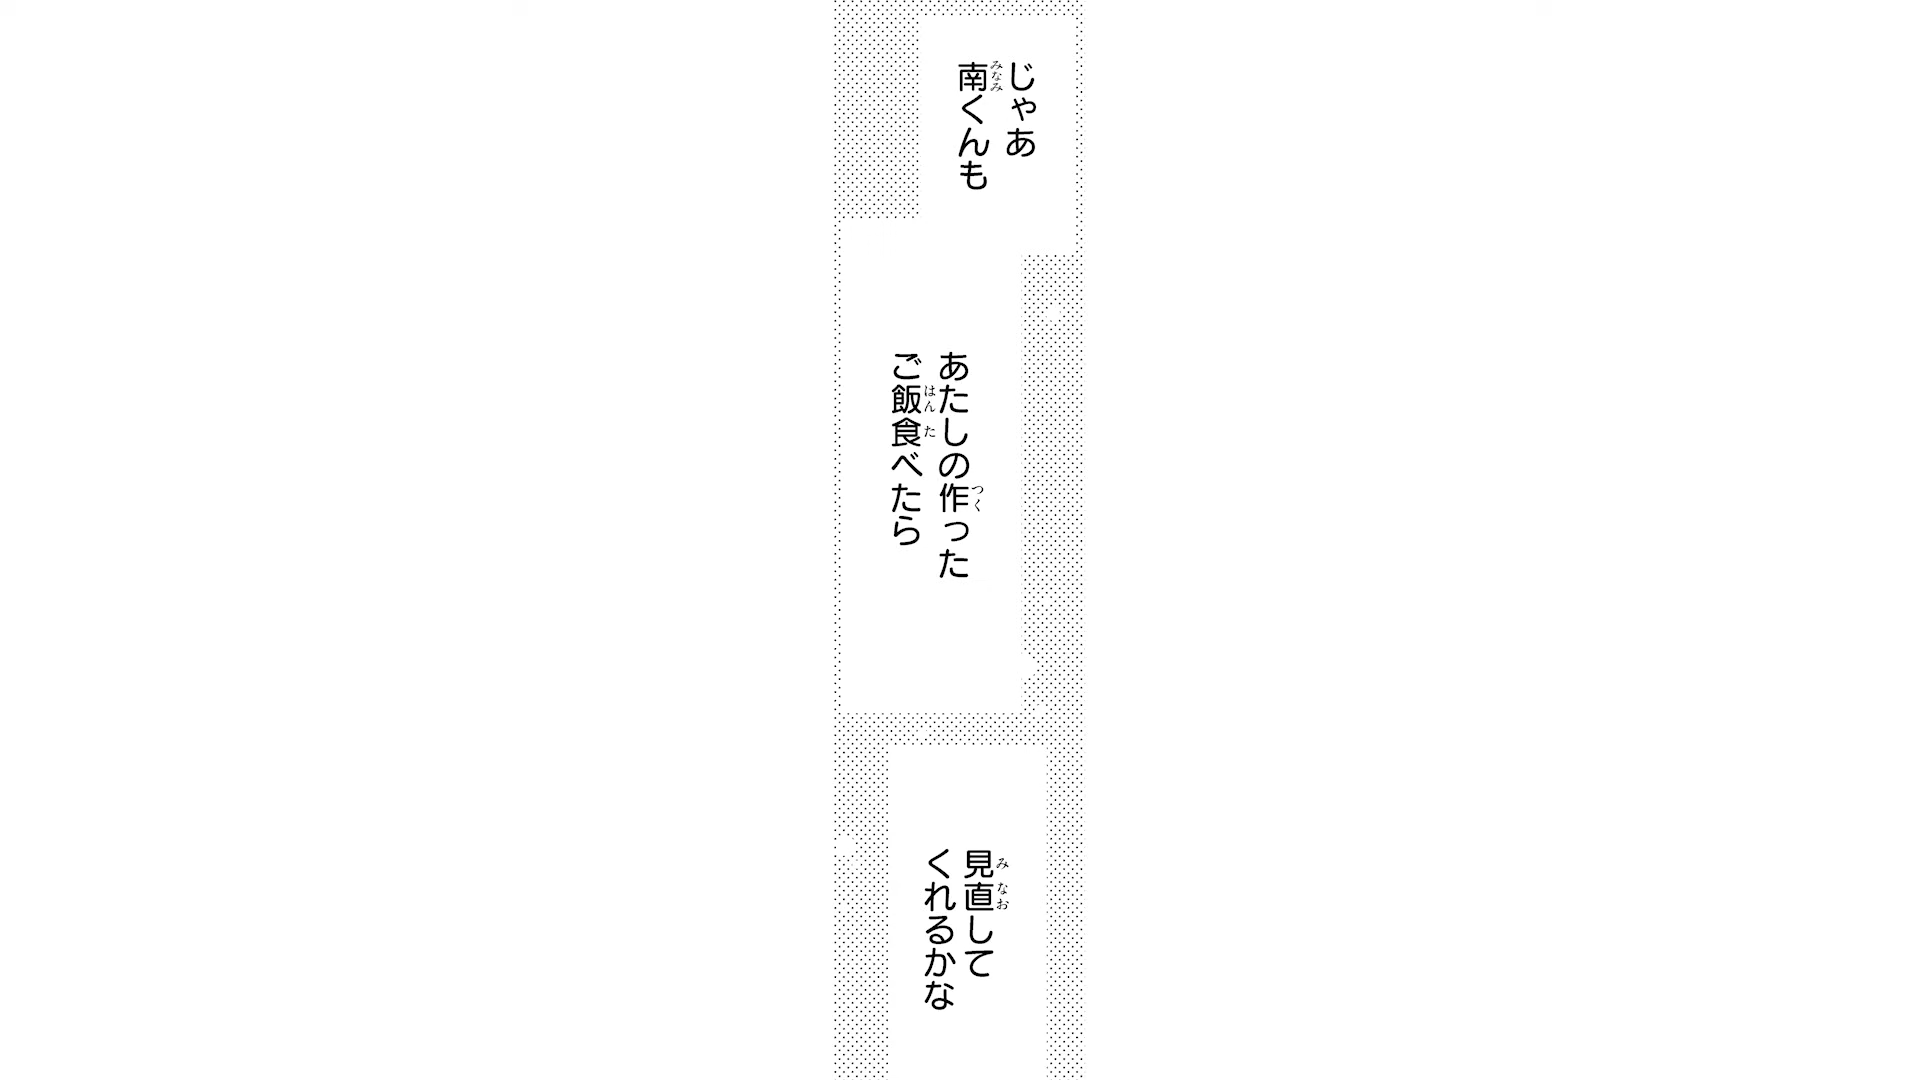 じゃあ
南くんも
あたしの作った
ご飯食べたら
見直して
くれるかな